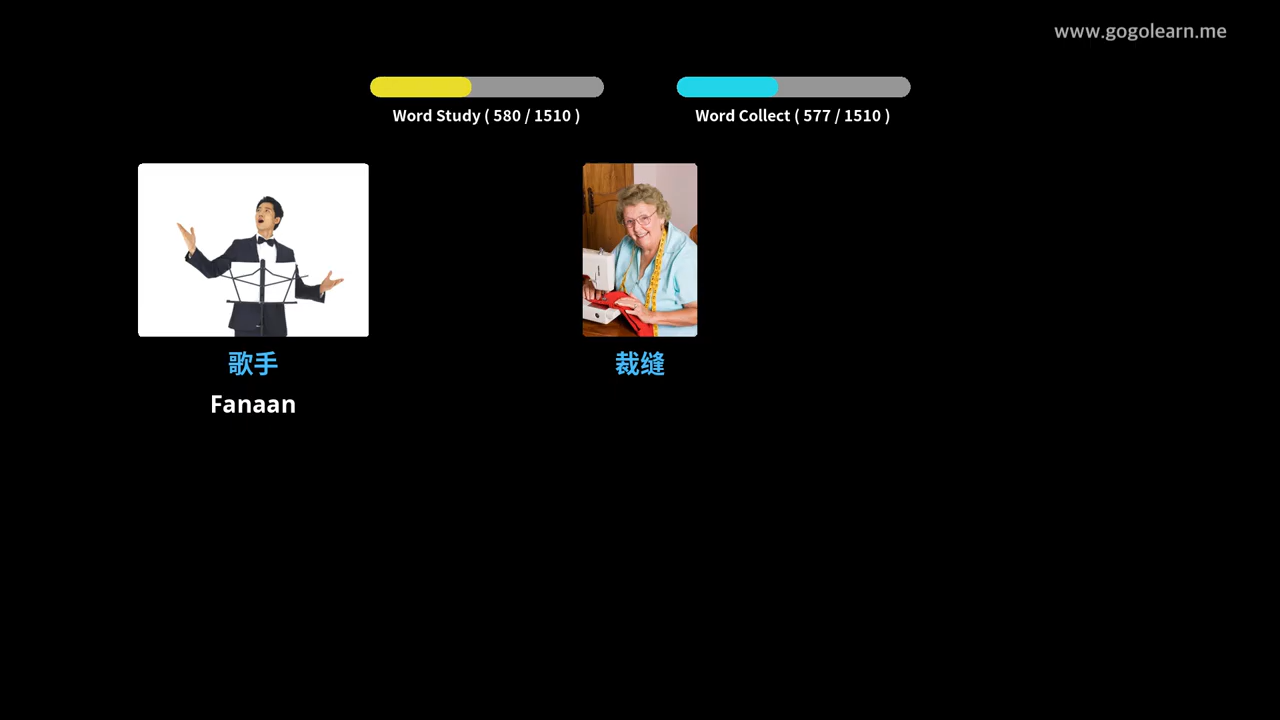 www.gogolearn.me
Word Study ( 580 / 1510 )
Word Collect ( 577 / 1510 )
歌手
裁缝
Fanaan